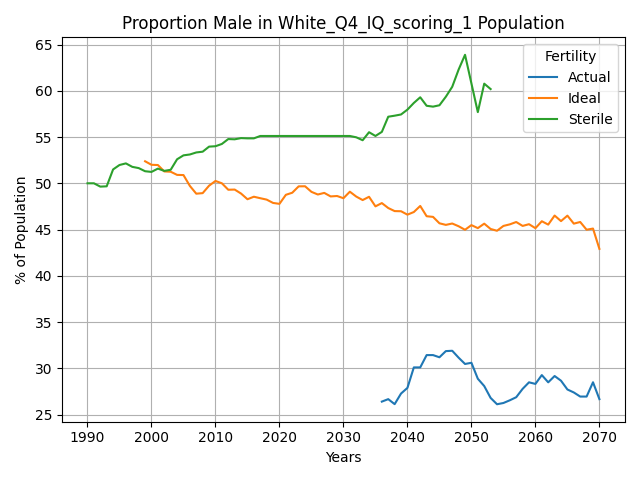 Proportion Male in White_Q4_IQ_scoring_1 Population
% of Population
65
60
55
50
45
40
35
30
25
Fertility
Actual
Ideal
Sterile
1990 2000 2010 2020 2030 2040 2050 2060 2070
Years